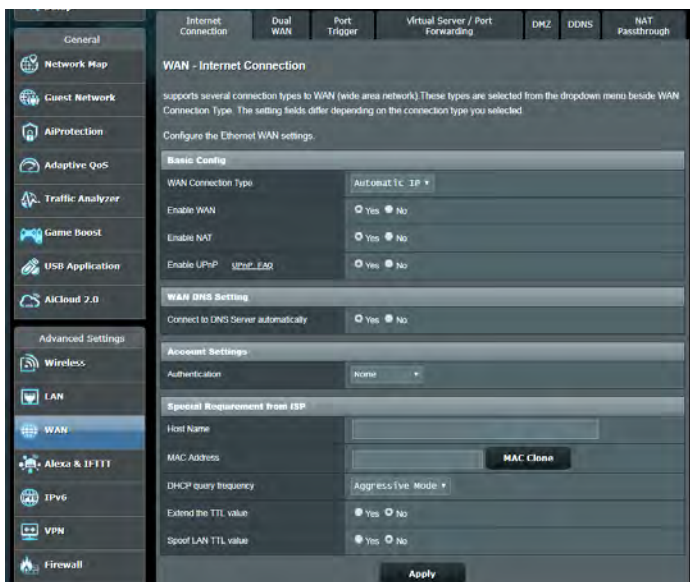 General
Network Map
Guest Network
AiProtection
Adaptive QoS
Traffic Analyzer
Game Boost
USB Application
AiCloud 2.0
Advanced Settings
Wireless
LAN
WAN
Alexa & IFTTT
IPv6
VPN
Firewall
Internet Connection
Dual WAN
Port Trigger
Virtual Server / Port Forwarding
DMZ
DDNS
NAT Passthrough
WAN - Internet Connection
supports several connection types to WAN (wide area network).These types are selected from the dropdown menu beside WAN
Connection Type. The setting fields differ depending on the connection type you selected.
Configure the Ethernet WAN settings.
Basic Config
WAN Connection Type
Automatic IP
Enable WAN
Yes No
Enable NAT
Yes No
Enable UPnP UPnP FAQ
Yes No
WAN DNS Setting
Connect to DNS Server automatically
Yes No
Account Settings
Authentication
None
Special Requirement from ISP
Host Name
MAC Address
MAC Clone
DHCP query frequency
Aggressive Mode
Extend the TTL value
Yes No
Spoof LAN TTL value
Yes No
Apply